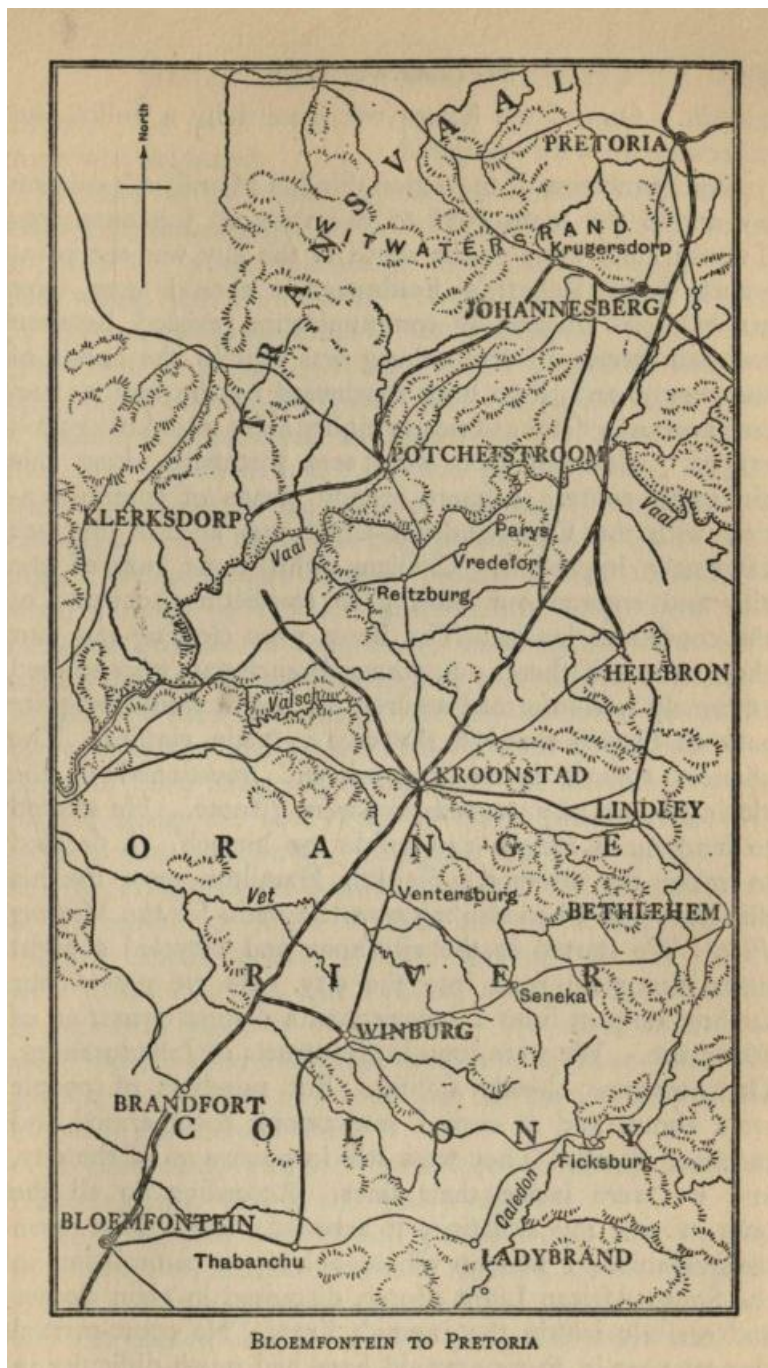 North
TRANSVAAL
PRETORIA
WITWATERSRAND
Krugersdorp
JOHANNESBERG
POTCHEFSTROOM
KLERKSDORP
Vaal
Vaal
Parys
Vredefort
Reitzburg
HEILBRON
Valsch
KROONSTAD
LINDLEY
ORANGE
Ventersburg
Vet
BETHLEHEM
RIVER
Senekal
WINBURG
BRANDFORT
COLONY
Ficksburg
Caledon
BLOEMFONTEIN
Thabanchu
LADYBRAND
BLOEMFONTEIN TO PRETORIA